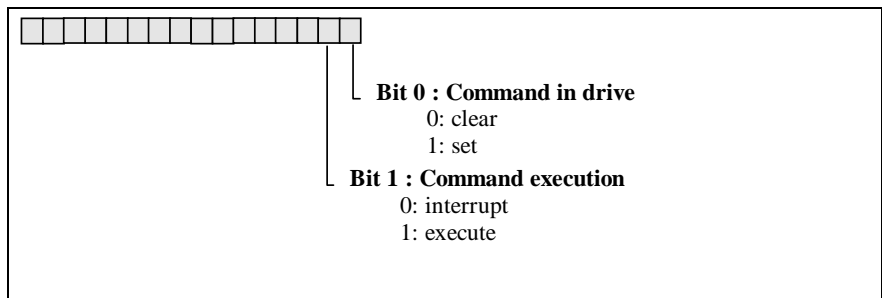 Bit 0 : Command in drive
0: clear
1: set
Bit 1 : Command execution
0: interrupt
1: execute